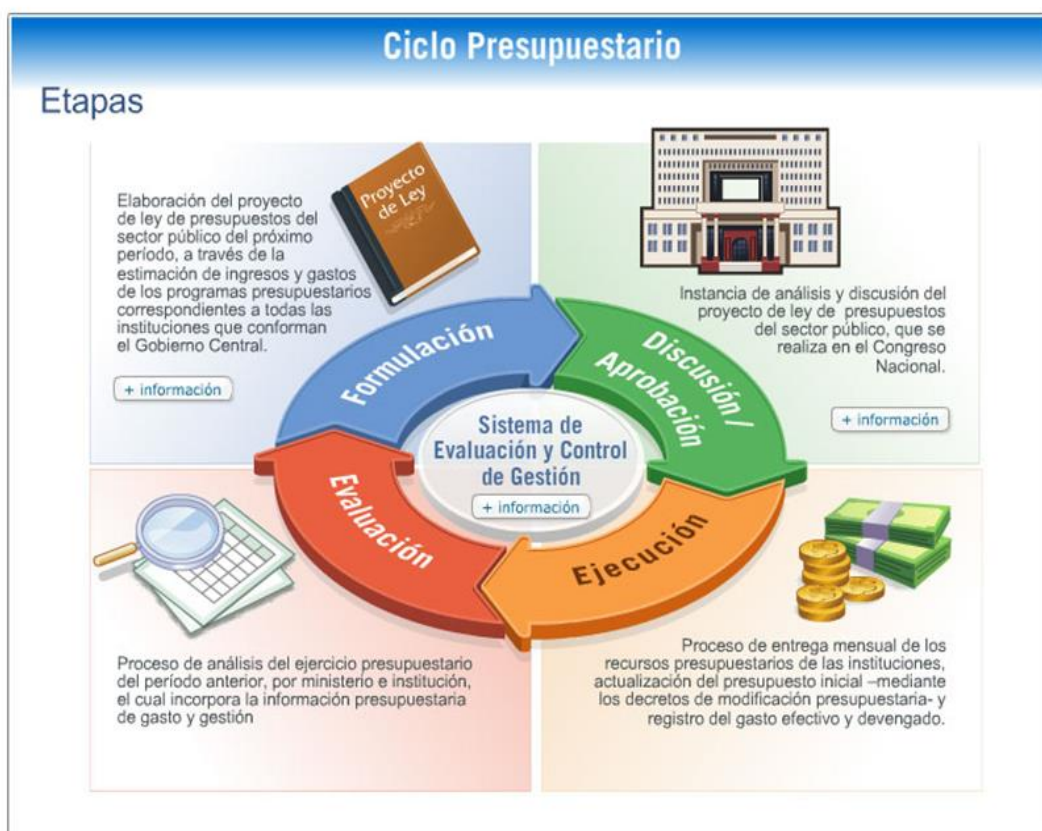 Ciclo Presupuestario
Etapas
Elaboración del proyecto
de ley de presupuestos del
sector público del próximo
período, a través de la
estimación de ingresos y gastos
de los programas presupuestarios
correspondientes a todas las
instituciones que conforman
el Gobierno Central.
+ información
Proyecto
de Ley
Instancia de análisis y discusión del
proyecto de ley de presupuestos
del sector público, que se
realiza en el Congreso
Nacional.
+ información
Formulación
Discusión /
Aprobación
Sistema de
Evaluación y Control
de Gestión
+ información
Evaluación
Ejecución
Proceso de análisis del ejercicio presupuestario
del período anterior, por ministerio e institución,
el cual incorpora la información presupuestaria
de gasto y gestión
Proceso de entrega mensual de los
recursos presupuestarios de las instituciones,
actualización del presupuesto inicial –mediante
los decretos de modificación presupuestaria- y
registro del gasto efectivo y devengado.